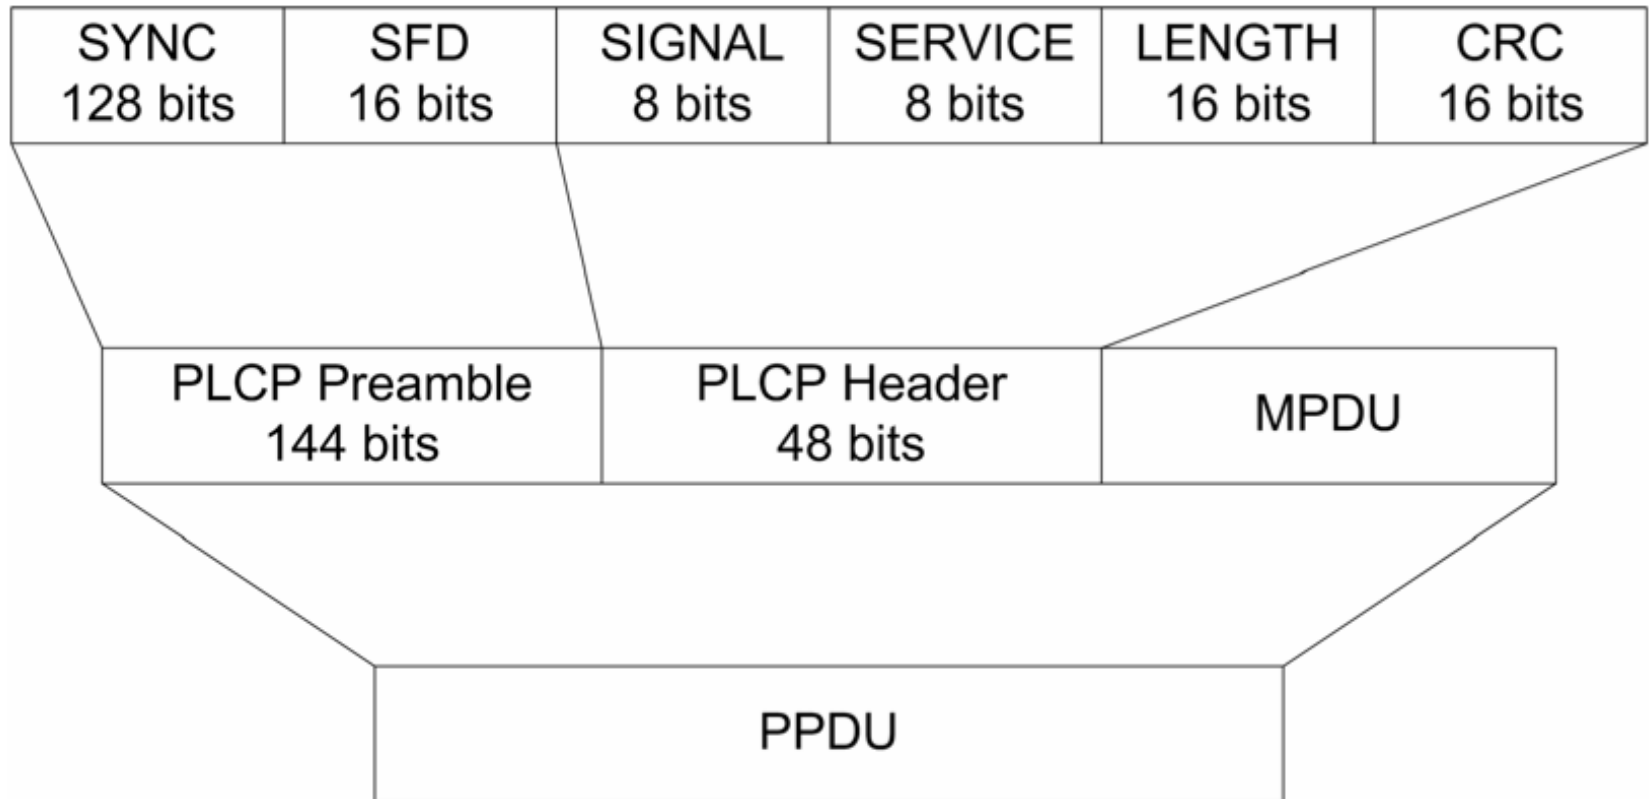 SYNC SFD SIGNAL SERVICE LENGTH CRC
128 bits 16 bits 8 bits 8 bits 16 bits 16 bits
PLCP Preamble PLCP Header MPDU
144 bits 48 bits
PPDU